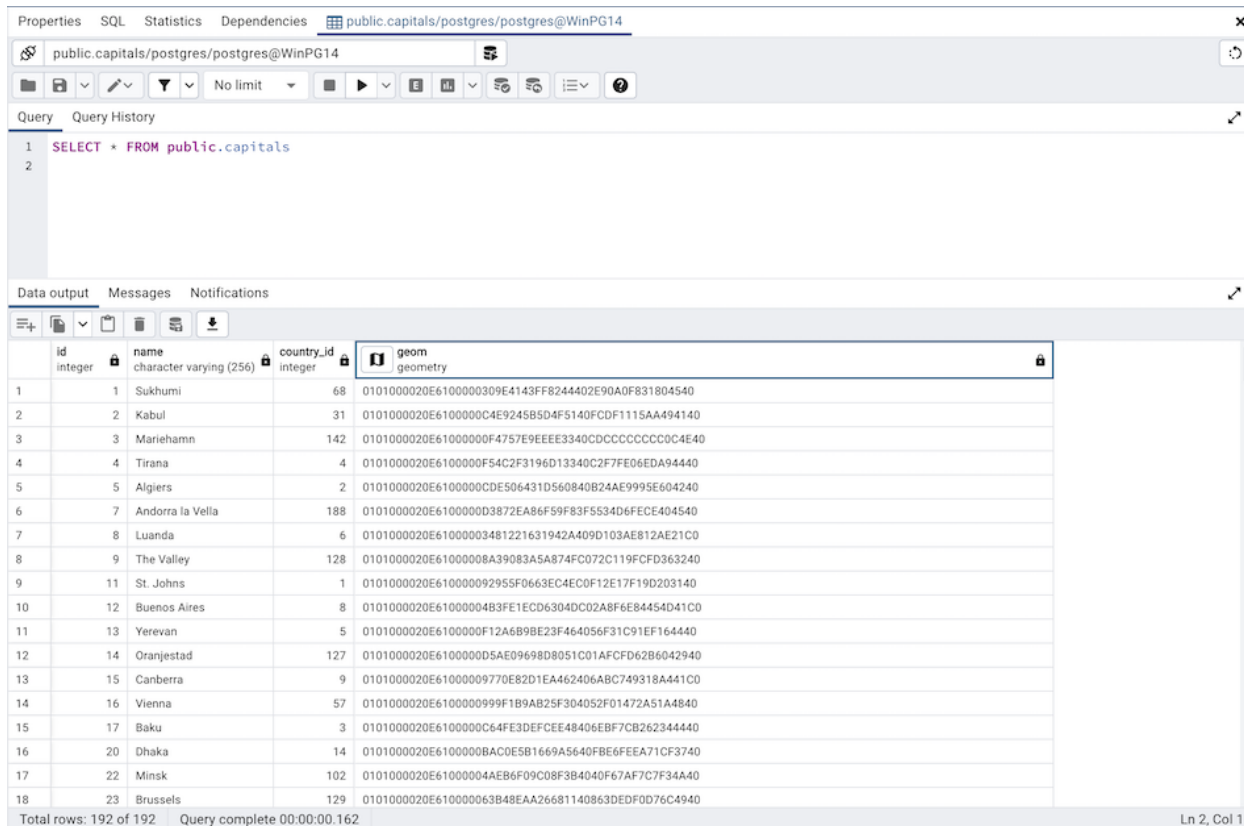 Properties SQL Statistics Dependencies public.capitals/postgres/postgres@WinPG14
public.capitals/postgres/postgres@WinPG14
No limit
Query Query History
1 SELECT * FROM public.capitals
2
Data output Messages Notifications
id integer name character varying (256) country_id integer geom geometry
1 1 Sukhumi 68 0101000020E6100000309E4143FF8244402E90A0F831804540
2 2 Kabul 31 0101000020E6100000C4E9245B5D4F5140FCDF1115AA494140
3 3 Mariehamn 142 0101000020E61000000F4757E9EEEE3340CDCCCCCCCC0C4E40
4 4 Tirana 4 0101000020E6100000F54C2F3196D13340C2F7FE06EDA94440
5 5 Algiers 2 0101000020E6100000CDE506431D560840B24AE9995E604240
6 7 Andorra la Vella 188 0101000020E6100000D3872EA86F59F83F5534D6FECE404540
7 8 Luanda 6 0101000020E61000003481221631942A409D103AE812AE21C0
8 9 The Valley 128 0101000020E61000008A39083A5A874FC072C119FCFD363240
9 11 St. Johns 1 0101000020E610000092955F0663EC4EC0F12E17F19D203140
10 12 Buenos Aires 8 0101000020E61000004B3FE1ECD6304DC02A8F6E84454D41C0
11 13 Yerevan 5 0101000020E6100000F12A6B9BE23F464056F31C91EF164440
12 14 Oranjestad 127 0101000020E6100000D5AE09698D8051C01AFCFD62B6042940
13 15 Canberra 9 0101000020E61000009770E82D1EA462406ABC749318A441C0
14 16 Vienna 57 0101000020E6100000999F1B9AB25F304052F01472A51A4840
15 17 Baku 3 0101000020E6100000C64FE3DEFCEE48406EBF7CB262344440
16 20 Dhaka 14 0101000020E6100000BAC0E5B1669A5640FBE6FEEA71CF3740
17 22 Minsk 102 0101000020E61000004AEB6F09C08F3B4040F67AF7C7F34A40
18 23 Brussels 129 0101000020E610000063B48EAA26681140863DEDF0D76C4940
Total rows: 192 of 192 Query complete 00:00:00.162 Ln 2, Col 1